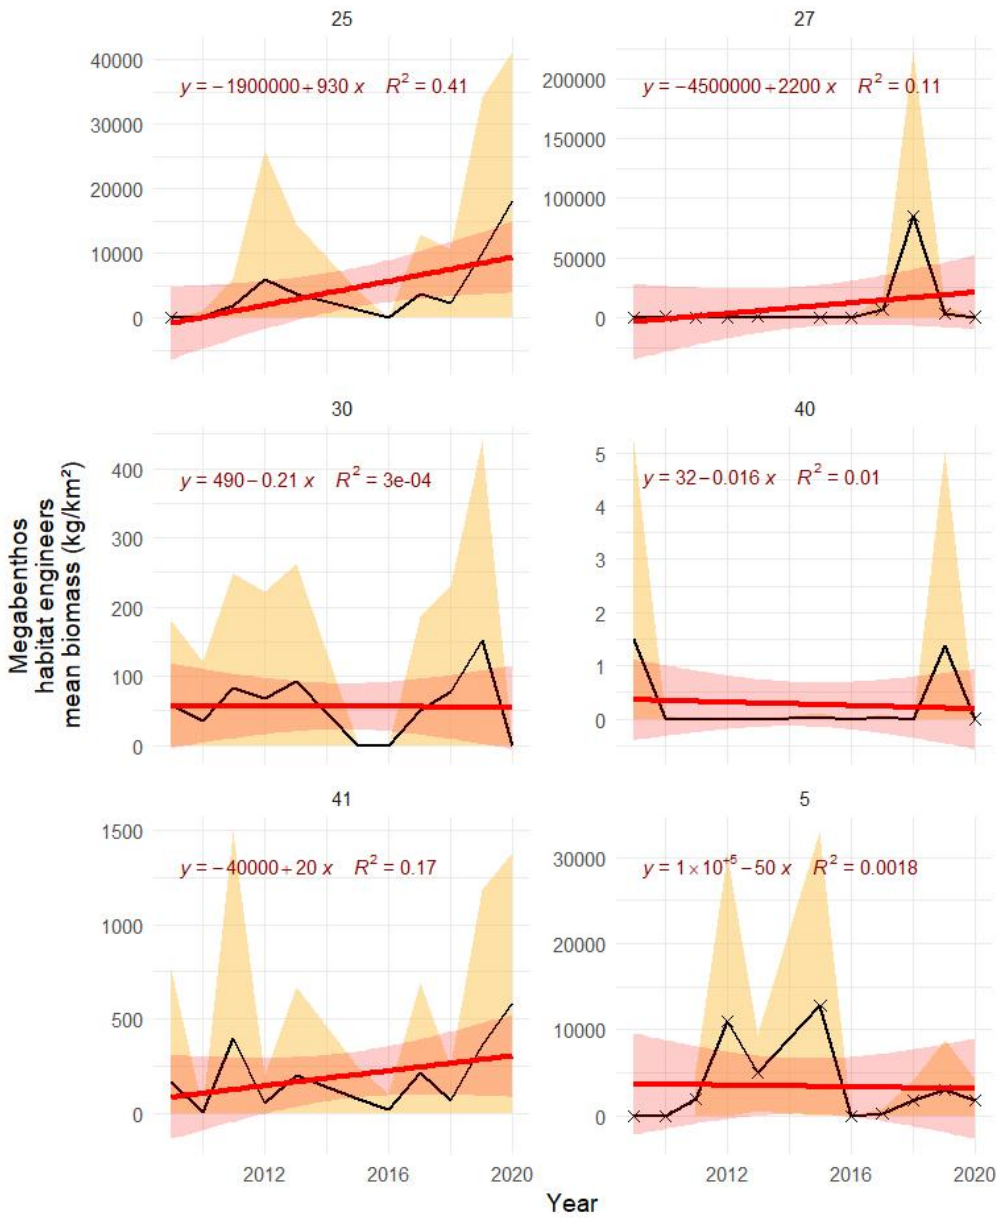 25
27
40000
30000
20000
10000
0
y = −1900000+930 x R² = 0.41
200000
150000
100000
50000
0
y = −4500000+2200 x R² = 0.11
30
40
400
300
200
100
0
y = 490−0.21 x R² = 3e-04
5
4
3
2
1
0
y = 32−0.016 x R² = 0.01
Megabenthos
habitat engineers
mean biomass (kg/km²)
41
5
1500
1000
500
0
y = −40000+20 x R² = 0.17
30000
20000
10000
0
y = 1×10⁺⁵−50 x R² = 0.0018
2012 2016 2020
2012 2016 2020
Year